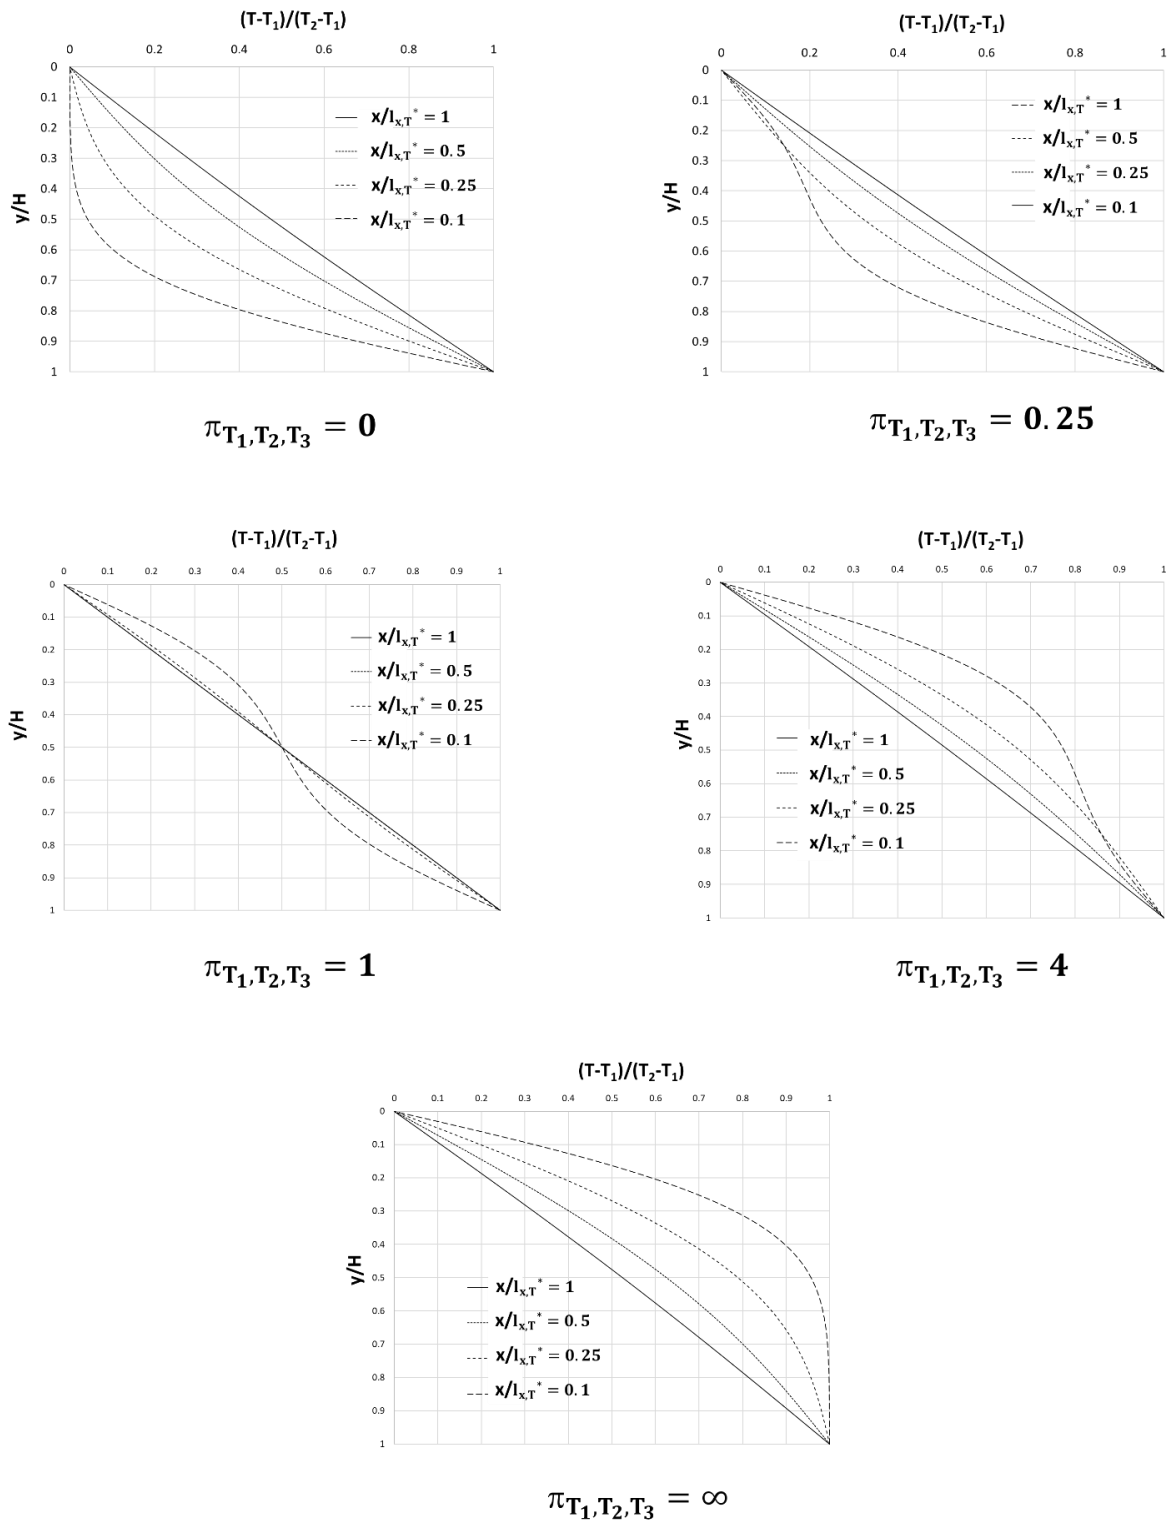 (T-T₁)/(T₂-T₁)
0 0.2 0.4 0.6 0.8 1
0
0.1
0.2
0.3
0.4
0.5
0.6
0.7
0.8
0.9
1
y/H
x/lₓ,T* = 1
x/lₓ,T* = 0.5
x/lₓ,T* = 0.25
x/lₓ,T* = 0.1
πT₁,T₂,T₃ = 0
(T-T₁)/(T₂-T₁)
0 0.2 0.4 0.6 0.8 1
0
0.1
0.2
0.3
0.4
0.5
0.6
0.7
0.8
0.9
1
y/H
x/lₓ,T* = 1
x/lₓ,T* = 0.5
x/lₓ,T* = 0.25
x/lₓ,T* = 0.1
πT₁,T₂,T₃ = 0.25
(T-T₁)/(T₂-T₁)
0 0.1 0.2 0.3 0.4 0.5 0.6 0.7 0.8 0.9 1
0
0.1
0.2
0.3
0.4
0.5
0.6
0.7
0.8
0.9
1
y/H
x/lₓ,T* = 1
x/lₓ,T* = 0.5
x/lₓ,T* = 0.25
x/lₓ,T* = 0.1
πT₁,T₂,T₃ = 1
(T-T₁)/(T₂-T₁)
0 0.1 0.2 0.3 0.4 0.5 0.6 0.7 0.8 0.9 1
0
0.1
0.2
0.3
0.4
0.5
0.6
0.7
0.8
0.9
1
y/H
x/lₓ,T* = 1
x/lₓ,T* = 0.5
x/lₓ,T* = 0.25
x/lₓ,T* = 0.1
πT₁,T₂,T₃ = 4
(T-T₁)/(T₂-T₁)
0 0.1 0.2 0.3 0.4 0.5 0.6 0.7 0.8 0.9 1
0
0.1
0.2
0.3
0.4
0.5
0.6
0.7
0.8
0.9
1
y/H
x/lₓ,T* = 1
x/lₓ,T* = 0.5
x/lₓ,T* = 0.25
x/lₓ,T* = 0.1
πT₁,T₂,T₃ = ∞